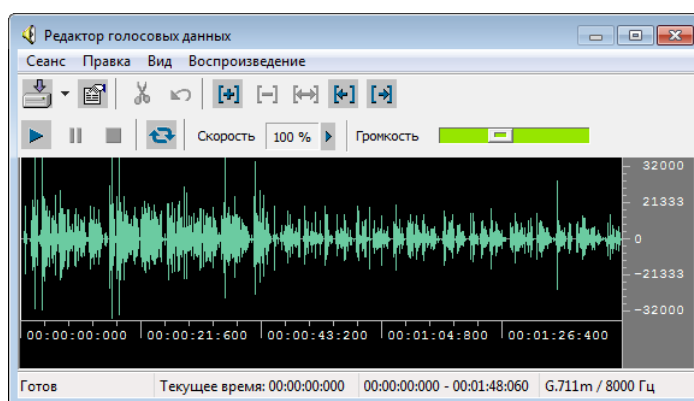 Редактор голосовых данных
Сеанс Правка Вид Воспроизведение
Скорость 100 % Громкость
32000
21333
0
-21333
-32000
00:00:00:000 00:00:21:600 00:00:43:200 00:01:04:800 00:01:26:400
Готов Текущее время: 00:00:00:000 00:00:00:000 - 00:01:48:060 G.711m / 8000 Гц